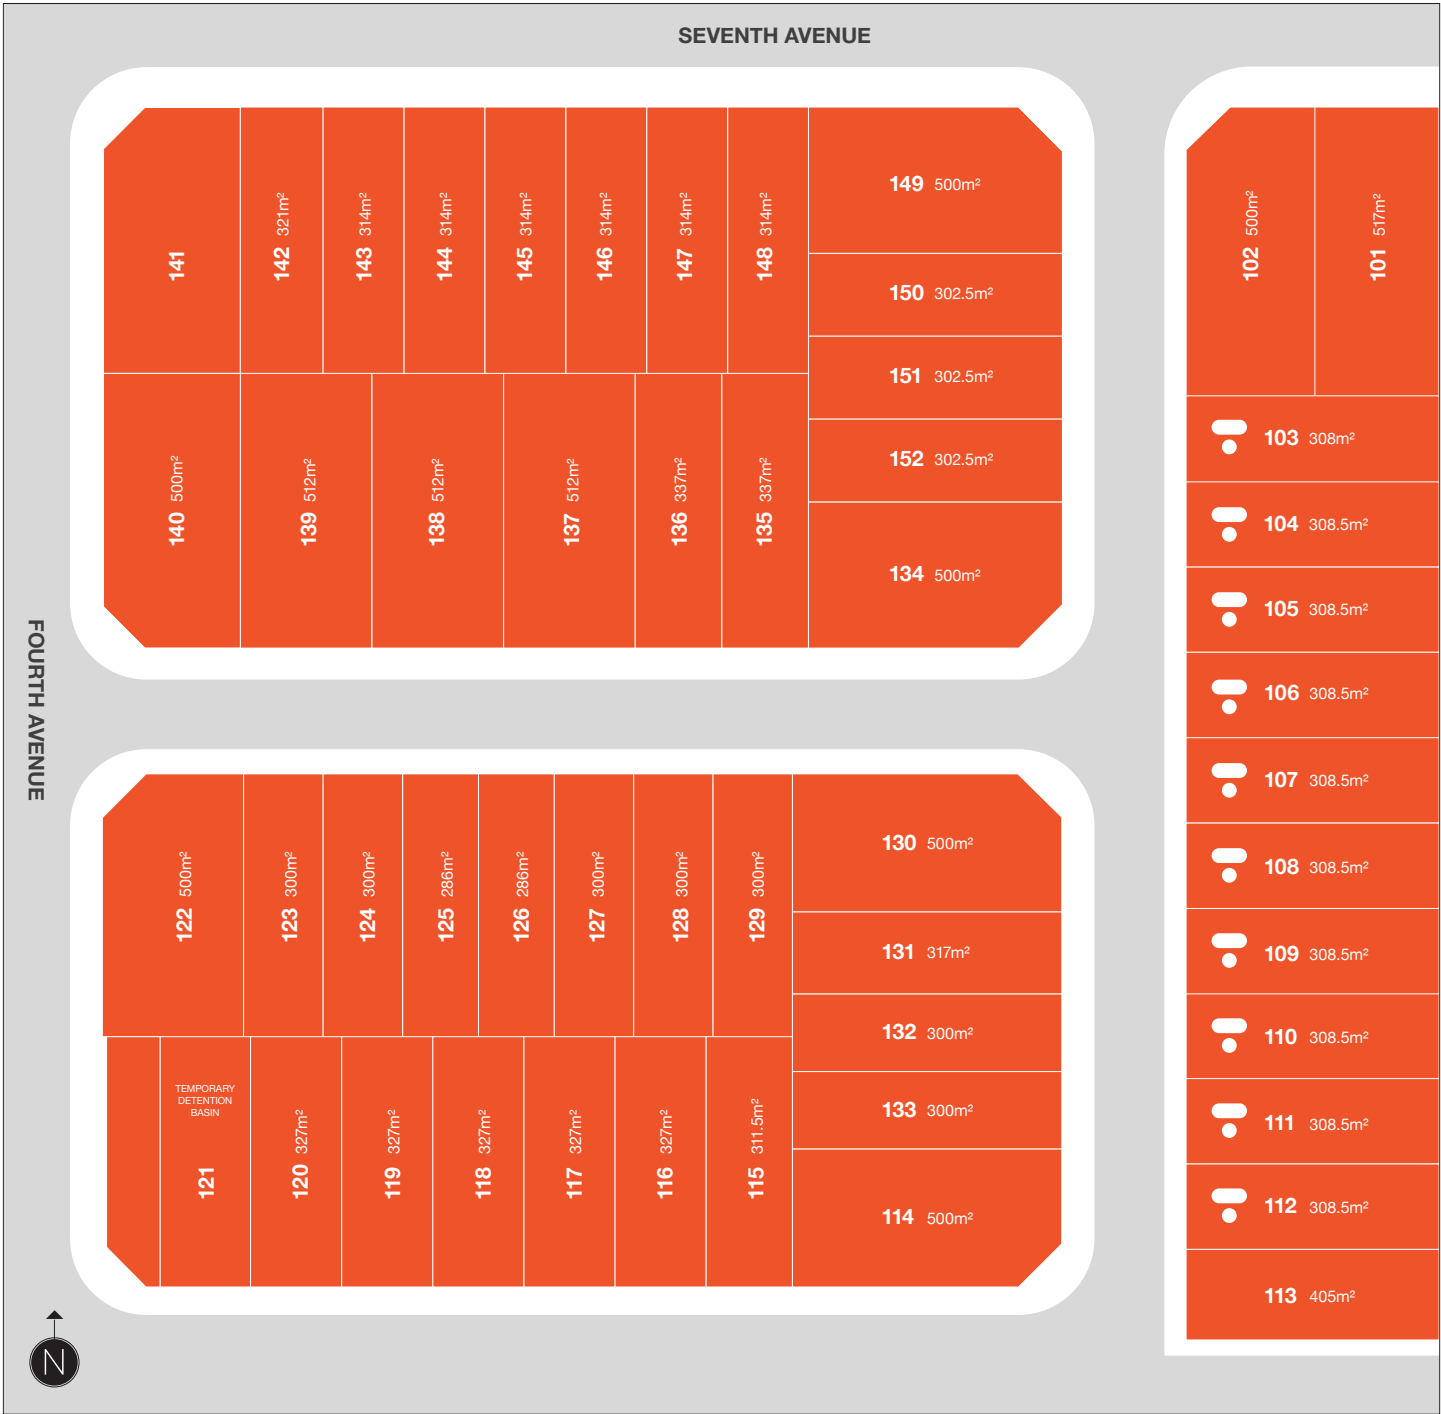 SEVENTH AVENUE
FOURTH AVENUE
141
142 321m²
143 314m²
144 314m²
145 314m²
146 314m²
147 314m²
148 314m²
149 500m²
150 302.5m²
151 302.5m²
152 302.5m²
134 500m²
140 500m²
139 512m²
138 512m²
137 512m²
136 337m²
135 337m²
102 500m²
101 517m²
103 308m²
104 308.5m²
105 308.5m²
106 308.5m²
107 308.5m²
108 308.5m²
109 308.5m²
110 308.5m²
111 308.5m²
112 308.5m²
113 405m²
122 500m²
123 300m²
124 300m²
125 286m²
126 286m²
127 300m²
128 300m²
129 300m²
130 500m²
131 317m²
132 300m²
133 300m²
114 500m²
TEMPORARY
DETENTION
BASIN
121
120 327m²
119 327m²
118 327m²
117 327m²
116 327m²
115 311.5m²
N